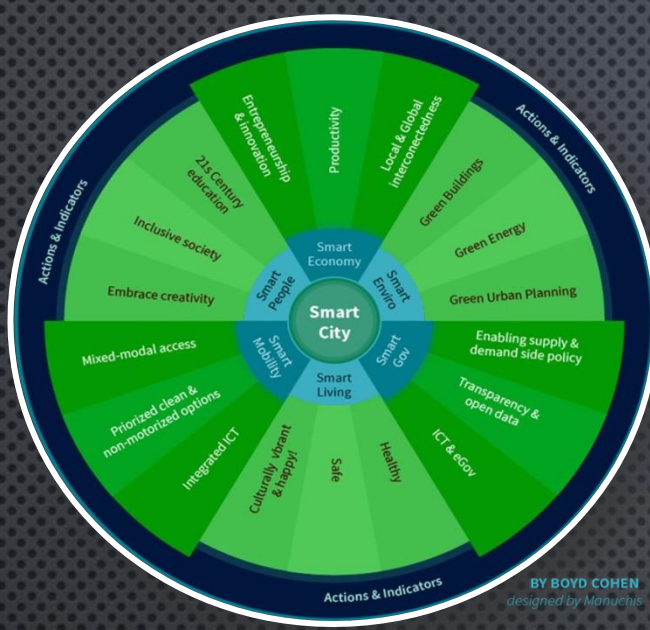 Actions & Indicators
Actions & Indicators
Entrepreneurship
& innovation
Productivity
Local & Global
interconectedness
21s Century
education
Inclusive society
Embrace creativity
Green Buildings
Green Energy
Green Urban Planning
Smart
Economy
Smart
People
Smart
Enviro
Smart
City
Smart
Mobility
Smart
Gov
Smart
Living
Mixed-modal access
Priorized clean &
non-motorized options
Integrated ICT
Enabling supply &
demand side policy
Transparency &
open data
ICT & eGov
Culturally vibrant
& happy!
Safe
Healthy
Actions & Indicators
BY BOYD COHEN
designed by Manuchis